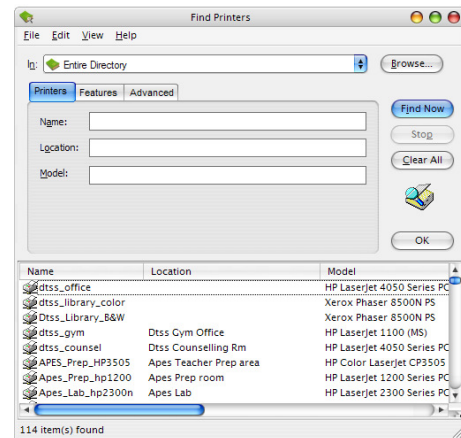 Find Printers
File Edit View Help
In: Entire Directory Browse...
Printers Features Advanced
Find Now
Name:
Stop
Location:
Clear All
Model:
OK
Name Location Model
dtss_office HP LaserJet 4050 Series PC
dtss_library_color Xerox Phaser 8500N PS
Dtss_Library_B&W Xerox Phaser 8500N PS
dtss_gym Dtss Gym Office HP LaserJet 1100 (MS)
dtss_counsel Dtss Counselling Rm HP LaserJet 4050 Series PC
APES_Prep_HP3505 Apes Teacher Prep area HP Color LaserJet CP3505
Apes_Prep_hp1200 Apes Prep room HP LaserJet 1200 Series PC
Apes_Lab_hp2300n Apes Lab HP LaserJet 2300 Series PC
114 item(s) found